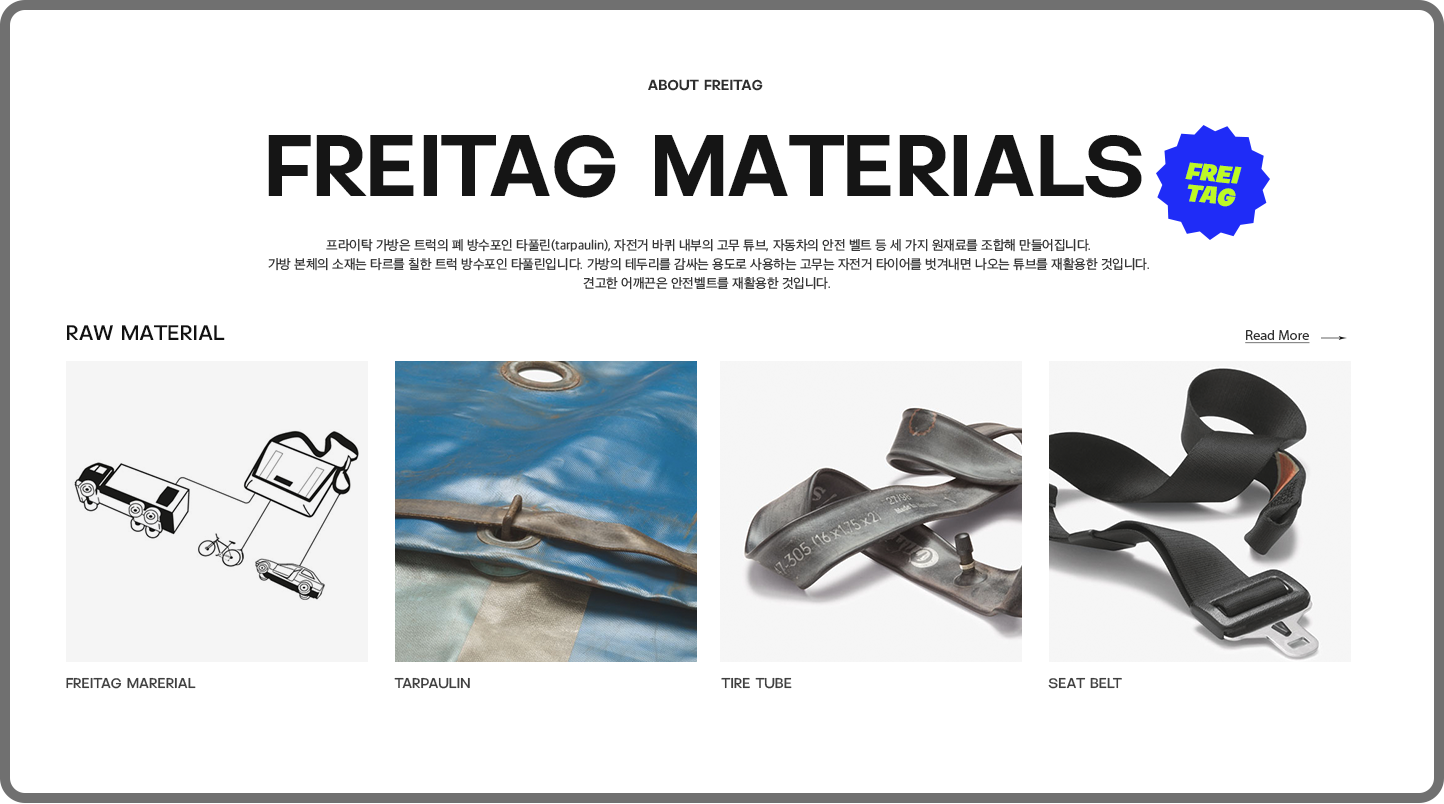 ABOUT FREITAG
FREITAG MATERIALS
FREI
TAG
프라이탁 가방은 트럭의 폐 방수포인 타풀린(tarpaulin), 자전거 바퀴 내부의 고무 튜브, 자동차의 안전 벨트 등 세 가지 원재료를 조합해 만들어집니다.
가방 본체의 소재는 타르를 칠한 트럭 방수포인 타풀린입니다. 가방의 테두리를 감싸는 용도로 사용하는 고무는 자전거 타이어를 벗겨내면 나오는 튜브를 재활용한 것입니다.
견고한 어깨끈은 안전벨트를 재활용한 것입니다.
RAW MATERIAL
Read More
47-305 (16 x 1,75 x 2)
FREITAG MARERIAL
TARPAULIN
TIRE TUBE
SEAT BELT